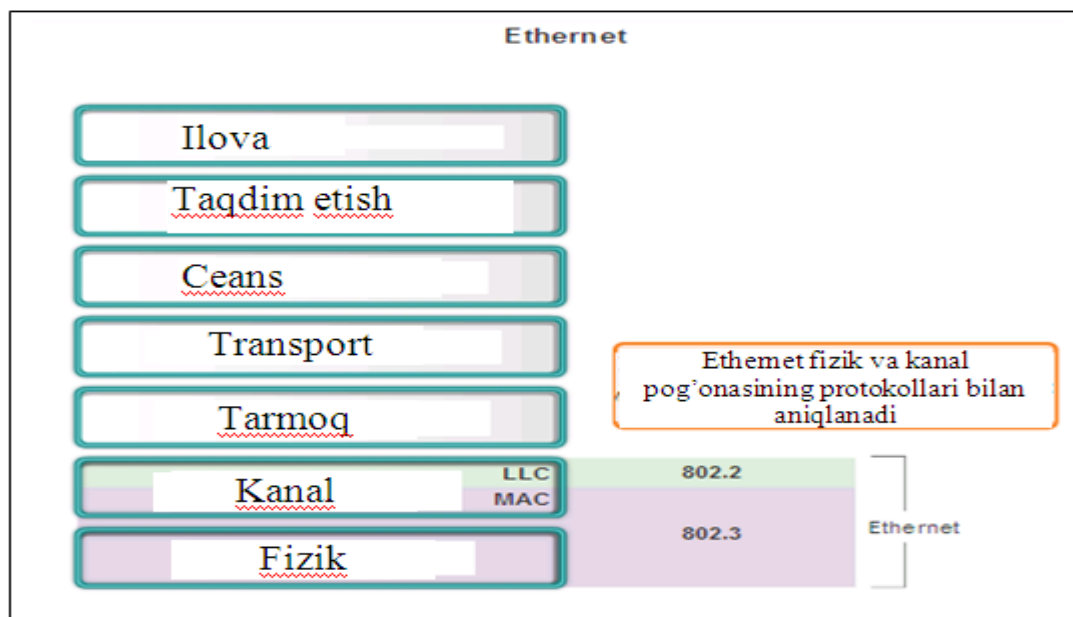 Ethernet
Ilova
Taqdim etish
Ceans
Transport
Tarmoq
Ethernet fizik va kanal
pog’onasining protokollari bilan
aniqlanadi
Kanal
LLC
MAC
802.2
802.3
Ethernet
Fizik